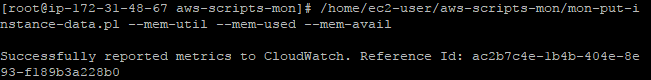 [root@ip-172-31-48-67 aws-scripts-mon]# /home/ec2-user/aws-scripts-mon/mon-put-i
nstance-data.pl --mem-util --mem-used --mem-avail
Successfully reported metrics to CloudWatch. Reference Id: ac2b7c4e-1b4b-404e-8e
93-f189b3a228b0